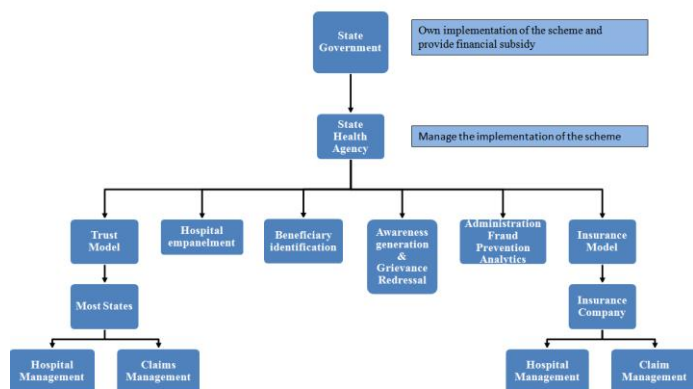 State
Government
Own implementation of the scheme and
provide financial subsidy
State
Health
Agency
Manage the implementation of the scheme
Trust
Model
Hospital
empanelment
Beneficiary
identification
Awareness
generation
&
Grievance
Redressal
Administration
Fraud
Prevention
Analytics
Insurance
Model
Most States
Insurance
Company
Hospital
Management
Claims
Management
Hospital
Management
Claim
Management